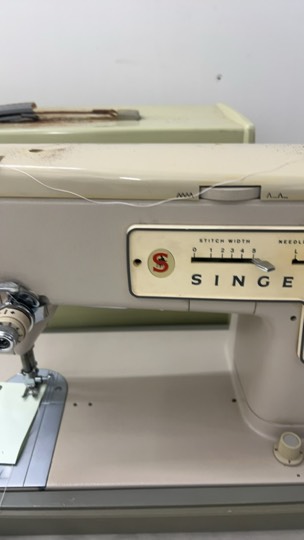 STITCH WIDTH
0 1 2 3 4 5
NEEDL
L
S
SINGE